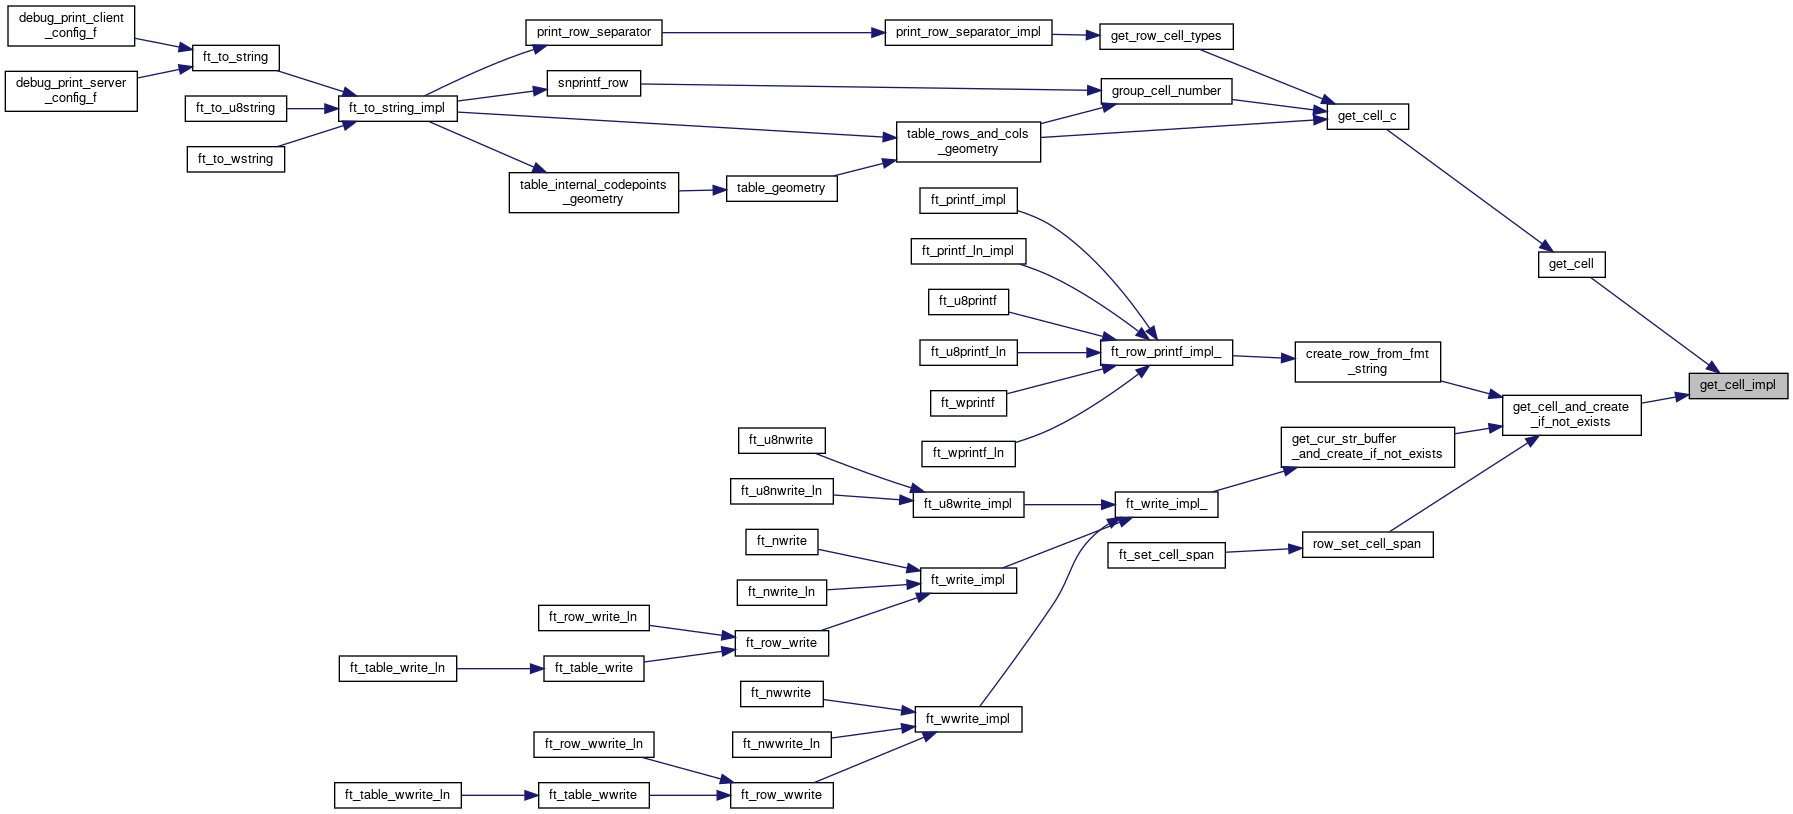 debug_print_client
_config_f
debug_print_server
_config_f
ft_to_string
ft_to_u8string
ft_to_wstring
ft_to_string_impl
print_row_separator
snprintf_row
table_internal_codepoints
_geometry
table_geometry
print_row_separator_impl
table_rows_and_cols
_geometry
get_row_cell_types
group_cell_number
get_cell_c
get_cell
get_cell_impl
ft_printf_impl
ft_printf_ln_impl
ft_u8printf
ft_u8printf_ln
ft_wprintf
ft_wprintf_ln
ft_row_printf_impl_
create_row_from_fmt
_string
get_cell_and_create
_if_not_exists
get_cur_str_buffer
_and_create_if_not_exists
row_set_cell_span
ft_set_cell_span
ft_write_impl_
ft_u8nwrite
ft_u8nwrite_ln
ft_u8write_impl
ft_nwrite
ft_nwrite_ln
ft_write_impl
ft_row_write_ln
ft_row_write
ft_table_write_ln
ft_table_write
ft_nwwrite
ft_nwwrite_ln
ft_wwrite_impl
ft_row_wwrite_ln
ft_row_wwrite
ft_table_wwrite_ln
ft_table_wwrite